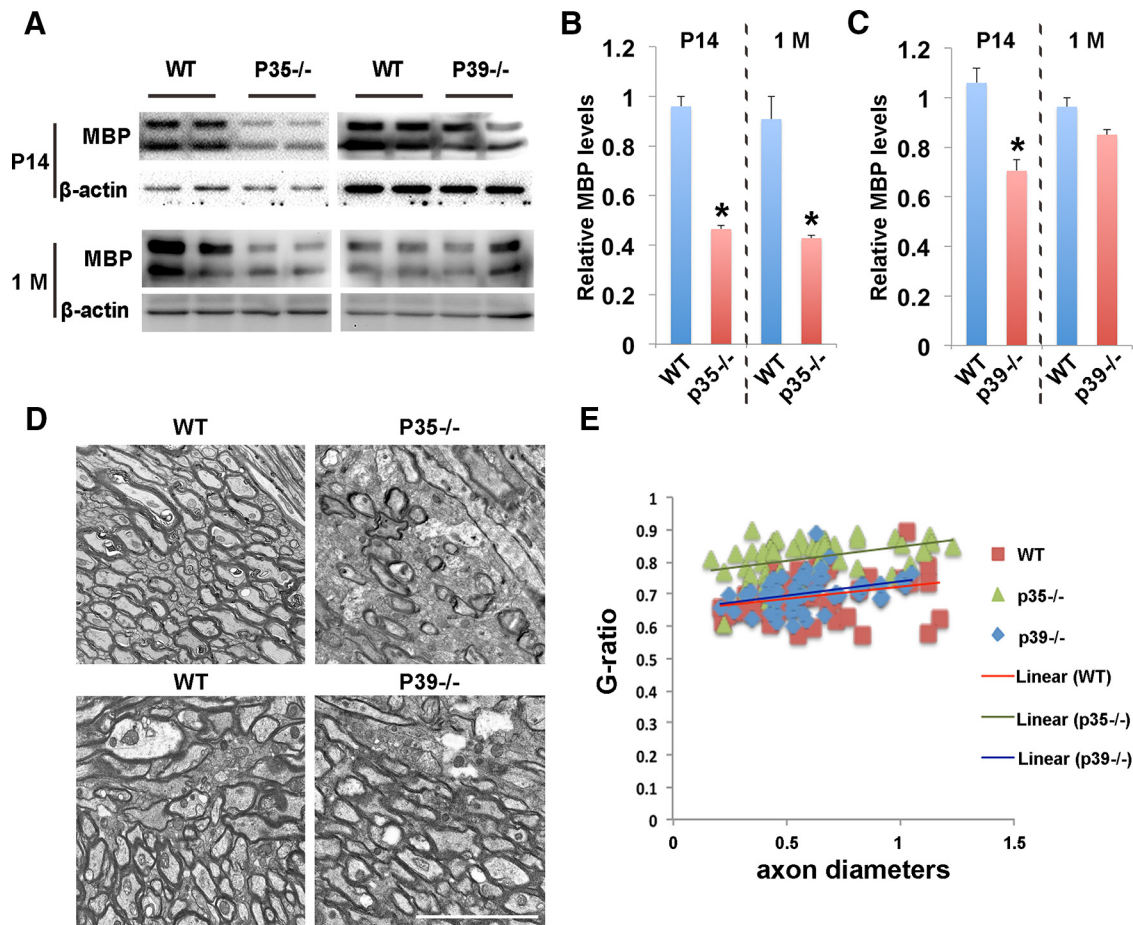 A
WT P35-/- WT P39-/-
P14
MBP
β-actin
1 M
MBP
β-actin
B
P14 1 M
Relative MBP levels
1.2
1
0.8
0.6
0.4
0.2
0
* *
WT p35-/- WT p35-/-
C
P14 1 M
Relative MBP levels
1.2
1
0.8
0.6
0.4
0.2
0
*
WT p39-/- WT p39-/-
D
WT P35-/-
WT P39-/-
E
G-ratio
1
0.9
0.8
0.7
0.6
0.5
0.4
0.3
0.2
0.1
0
0 0.5 1 1.5
axon diameters
WT
p35-/-
p39-/-
Linear (WT)
Linear (p35-/-)
Linear (p39-/-)